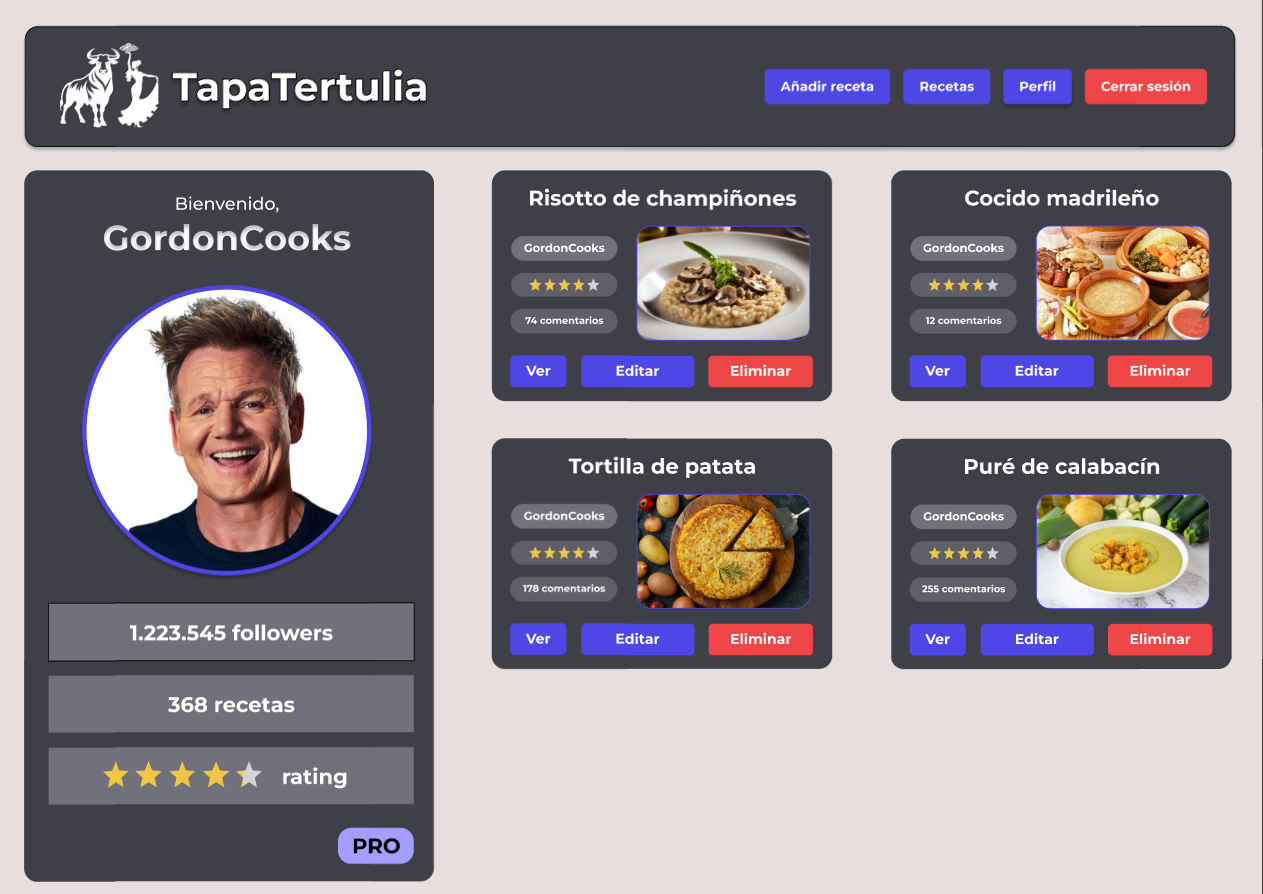 TapaTertulia
Añadir receta
Recetas
Perfil
Cerrar sesión
Bienvenido,
GordonCooks
1.223.545 followers
368 recetas
rating
PRO
Risotto de champiñones
GordonCooks
74 comentarios
Ver
Editar
Eliminar
Cocido madrileño
GordonCooks
12 comentarios
Ver
Editar
Eliminar
Tortilla de patata
GordonCooks
178 comentarios
Ver
Editar
Eliminar
Puré de calabacín
GordonCooks
255 comentarios
Ver
Editar
Eliminar